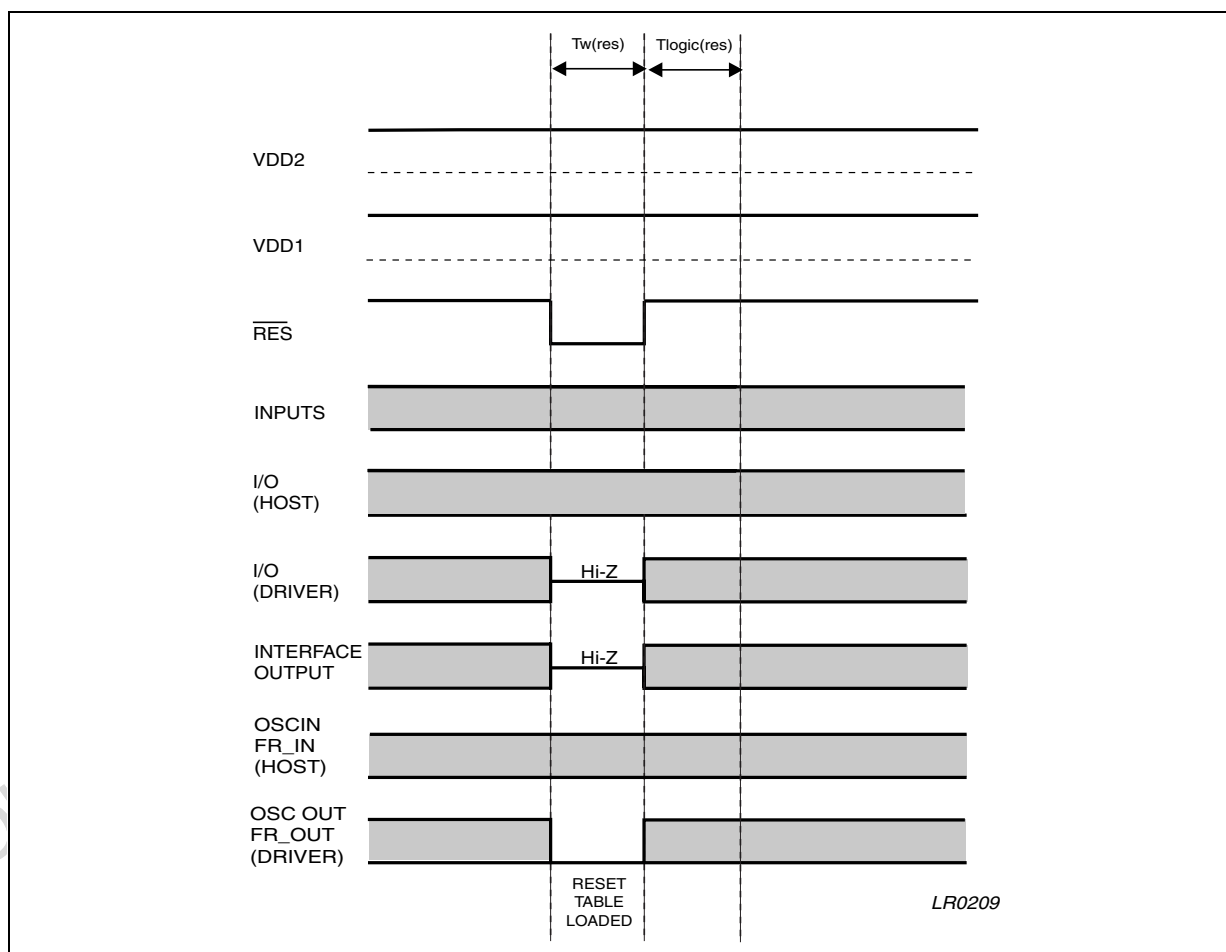 Tw(res)
Tlogic(res)
VDD2
VDD1
RES
INPUTS
I/O
(HOST)
I/O
(DRIVER)
Hi-Z
INTERFACE
OUTPUT
Hi-Z
OSCIN
FR_IN
(HOST)
OSC OUT
FR_OUT
(DRIVER)
RESET
TABLE
LOADED
LR0209